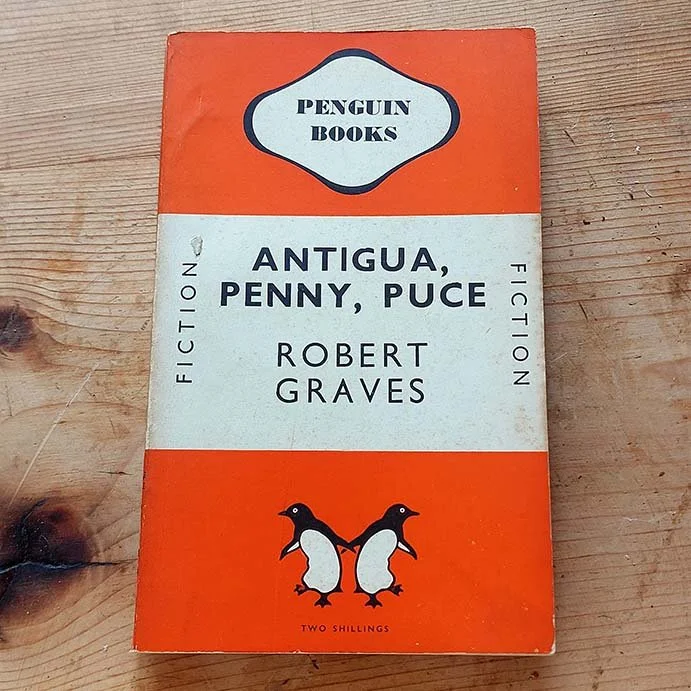 PENGUIN
BOOKS
ANTIGUA,
PENNY, PUCE
ROBERT
GRAVES
FICTION
FICTION
TWO SHILLINGS